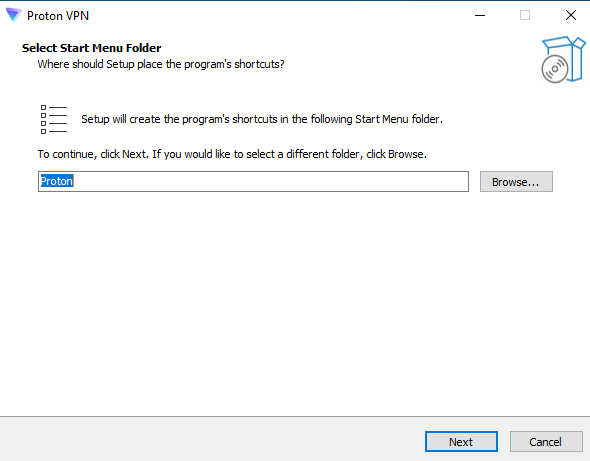 Proton VPN
Select Start Menu Folder
Where should Setup place the program's shortcuts?
Setup will create the program's shortcuts in the following Start Menu folder.
To continue, click Next. If you would like to select a different folder, click Browse.
Proton
Browse...
Next
Cancel